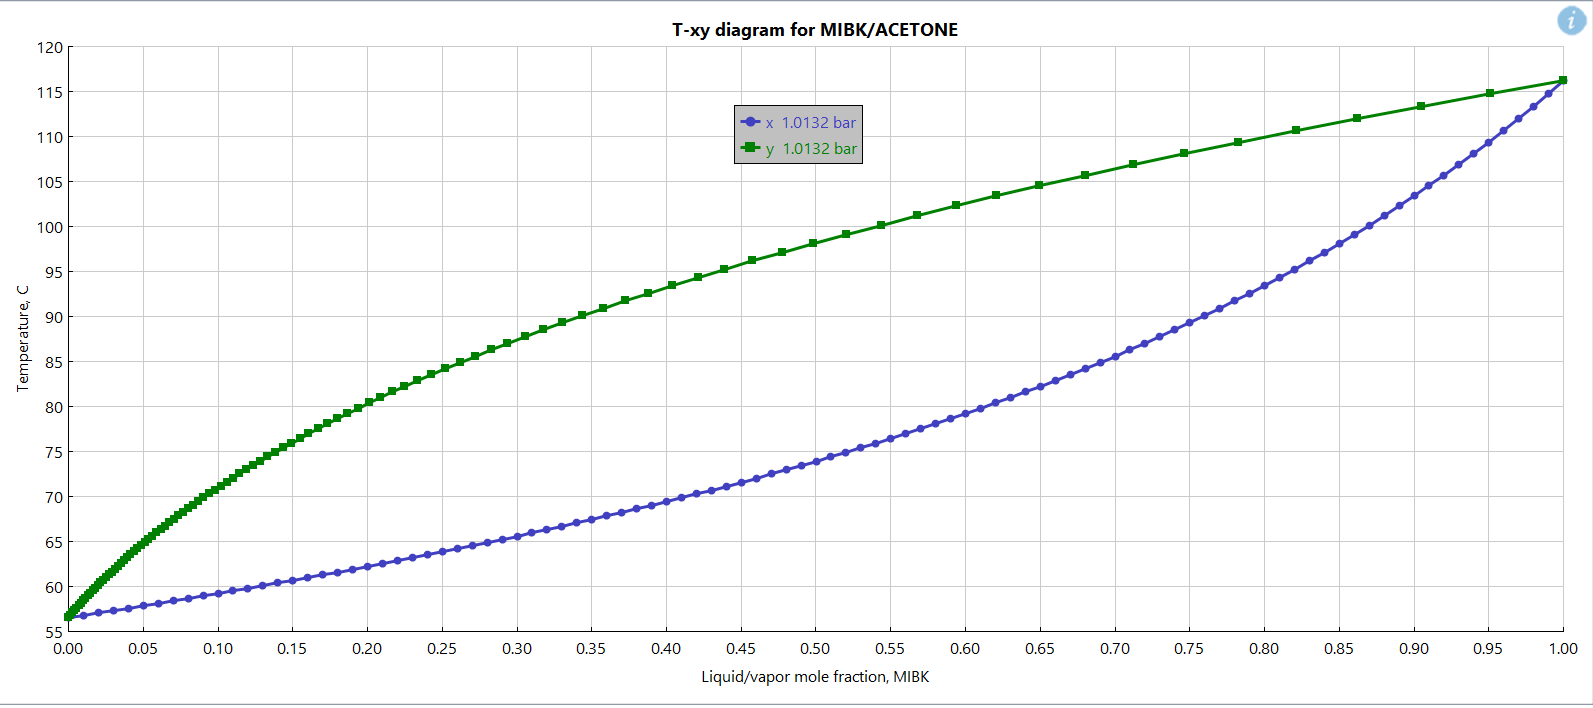 T-xy diagram for MIBK/ACETONE
i
120
115
110
105
100
95
90
85
80
75
70
65
60
55
Temperature, C
x 1.0132 bar
y 1.0132 bar
0.00 0.05 0.10 0.15 0.20 0.25 0.30 0.35 0.40 0.45 0.50 0.55 0.60 0.65 0.70 0.75 0.80 0.85 0.90 0.95 1.00
Liquid/vapor mole fraction, MIBK